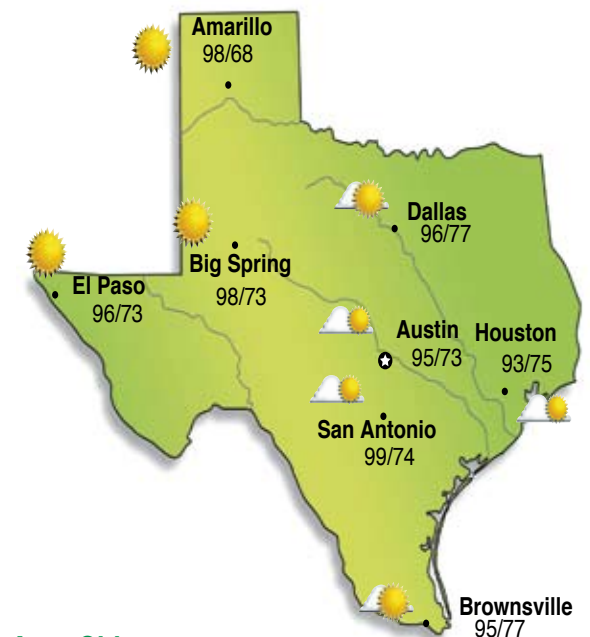 Amarillo
98/68
Dallas
96/77
Big Spring
98/73
El Paso
96/73
Austin
95/73
Houston
93/75
San Antonio
99/74
Brownsville
95/77